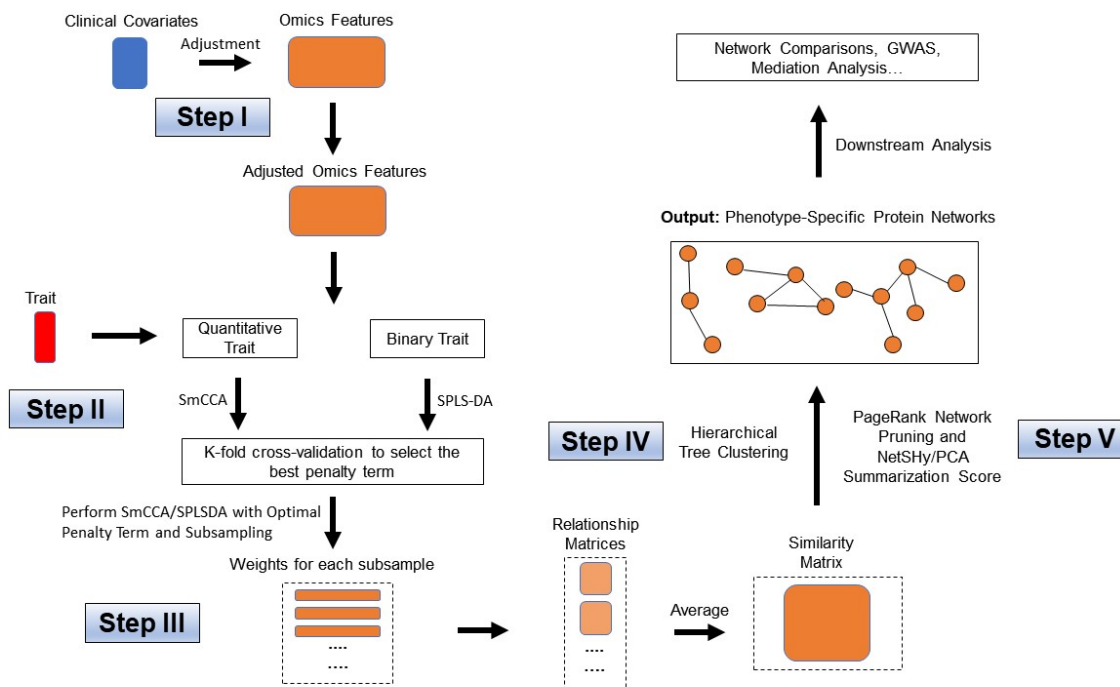 Clinical Covariates
Omics Features
Adjustment
Step I
Adjusted Omics Features
Trait
Quantitative
Trait
Binary Trait
Step II
SmCCA
SPLS-DA
K-fold cross-validation to select the
best penalty term
Perform SmCCA/SPLSDA with Optimal
Penalty Term and Subsampling
Weights for each subsample
Step III
....
....
Relationship
Matrices
....
....
Average
Similarity
Matrix
Step IV
Hierarchical
Tree Clustering
PageRank Network
Pruning and
NetSHy/PCA
Summarization Score
Step V
Output: Phenotype-Specific Protein Networks
Downstream Analysis
Network Comparisons, GWAS,
Mediation Analysis...